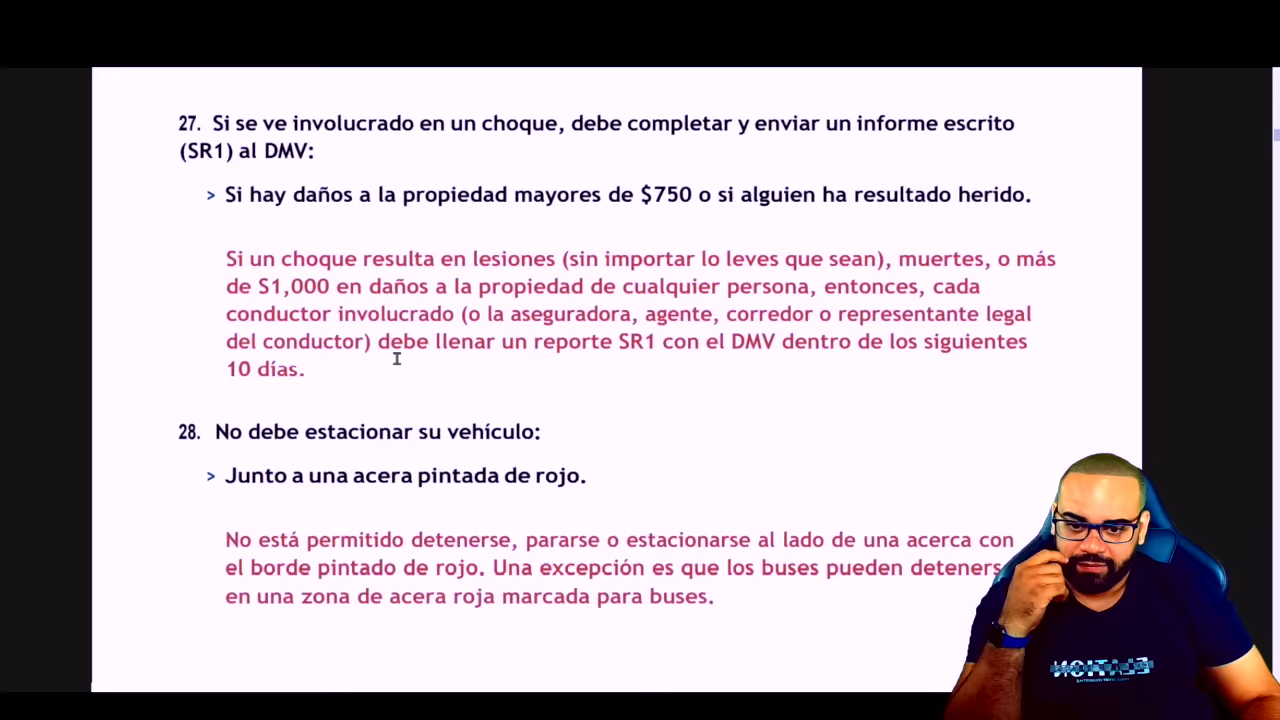 27. Si se ve involucrado en un choque, debe completar y enviar un informe escrito
(SR1) al DMV:
> Si hay daños a la propiedad mayores de $750 o si alguien ha resultado herido.
Si un choque resulta en lesiones (sin importar lo leves que sean), muertes, o más
de S1,000 en daños a la propiedad de cualquier persona, entonces, cada
conductor involucrado (o la aseguradora, agente, corredor o representante legal
del conductor) debe llenar un reporte SR1 con el DMV dentro de los siguientes
10 días.
28. No debe estacionar su vehículo:
> Junto a una acera pintada de rojo.
No está permitido detenerse, pararse o estacionarse al lado de una acerca con
el borde pintado de rojo. Una excepción es que los buses pueden deteners
en una zona de acera roja marcada para buses.